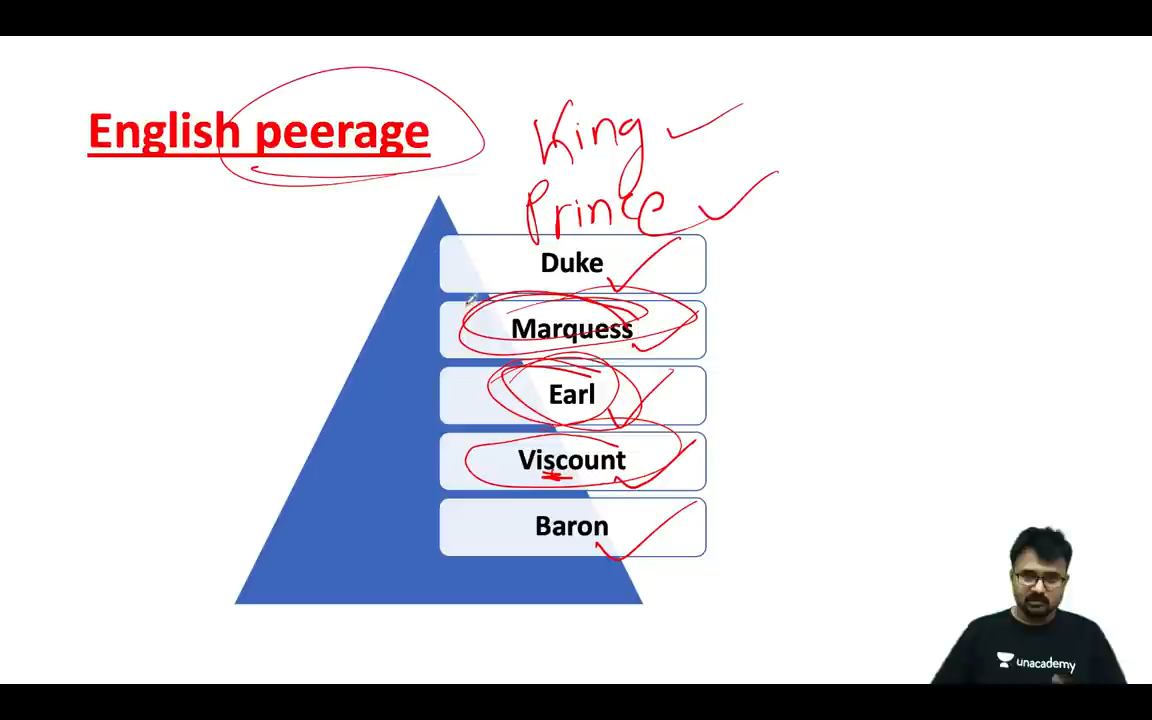 English peerage
King
Prince
Duke
Marquess
Earl
Viscount
Baron
unacademy